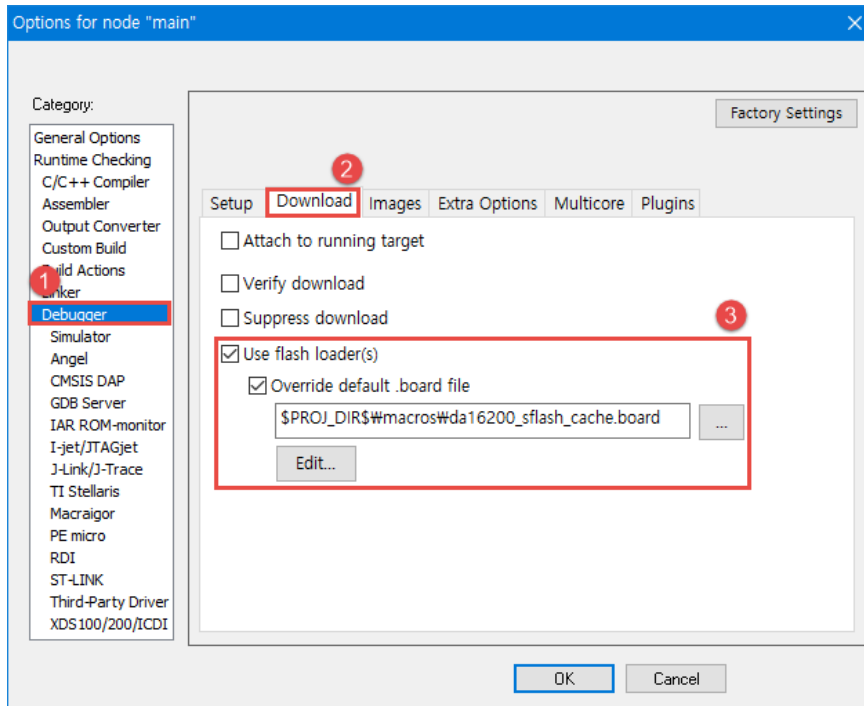 Options for node "main"
Category:
Factory Settings
General Options
Runtime Checking
C/C++ Compiler
Assembler
Output Converter
Custom Build
Build Actions
Linker
Debugger
Simulator
Angel
CMSIS DAP
GDB Server
IAR ROM-monitor
I-jet/JTAGjet
J-Link/J-Trace
TI Stellaris
Macraigor
PE micro
RDI
ST-LINK
Third-Party Driver
XDS100/200/ICDI
1
2
Setup Download Images Extra Options Multicore Plugins
Attach to running target
Verify download
Suppress download
3
Use flash loader(s)
Override default .board file
$PROJ_DIR$₩macros₩da16200_sflash_cache.board
...
Edit...
OK Cancel